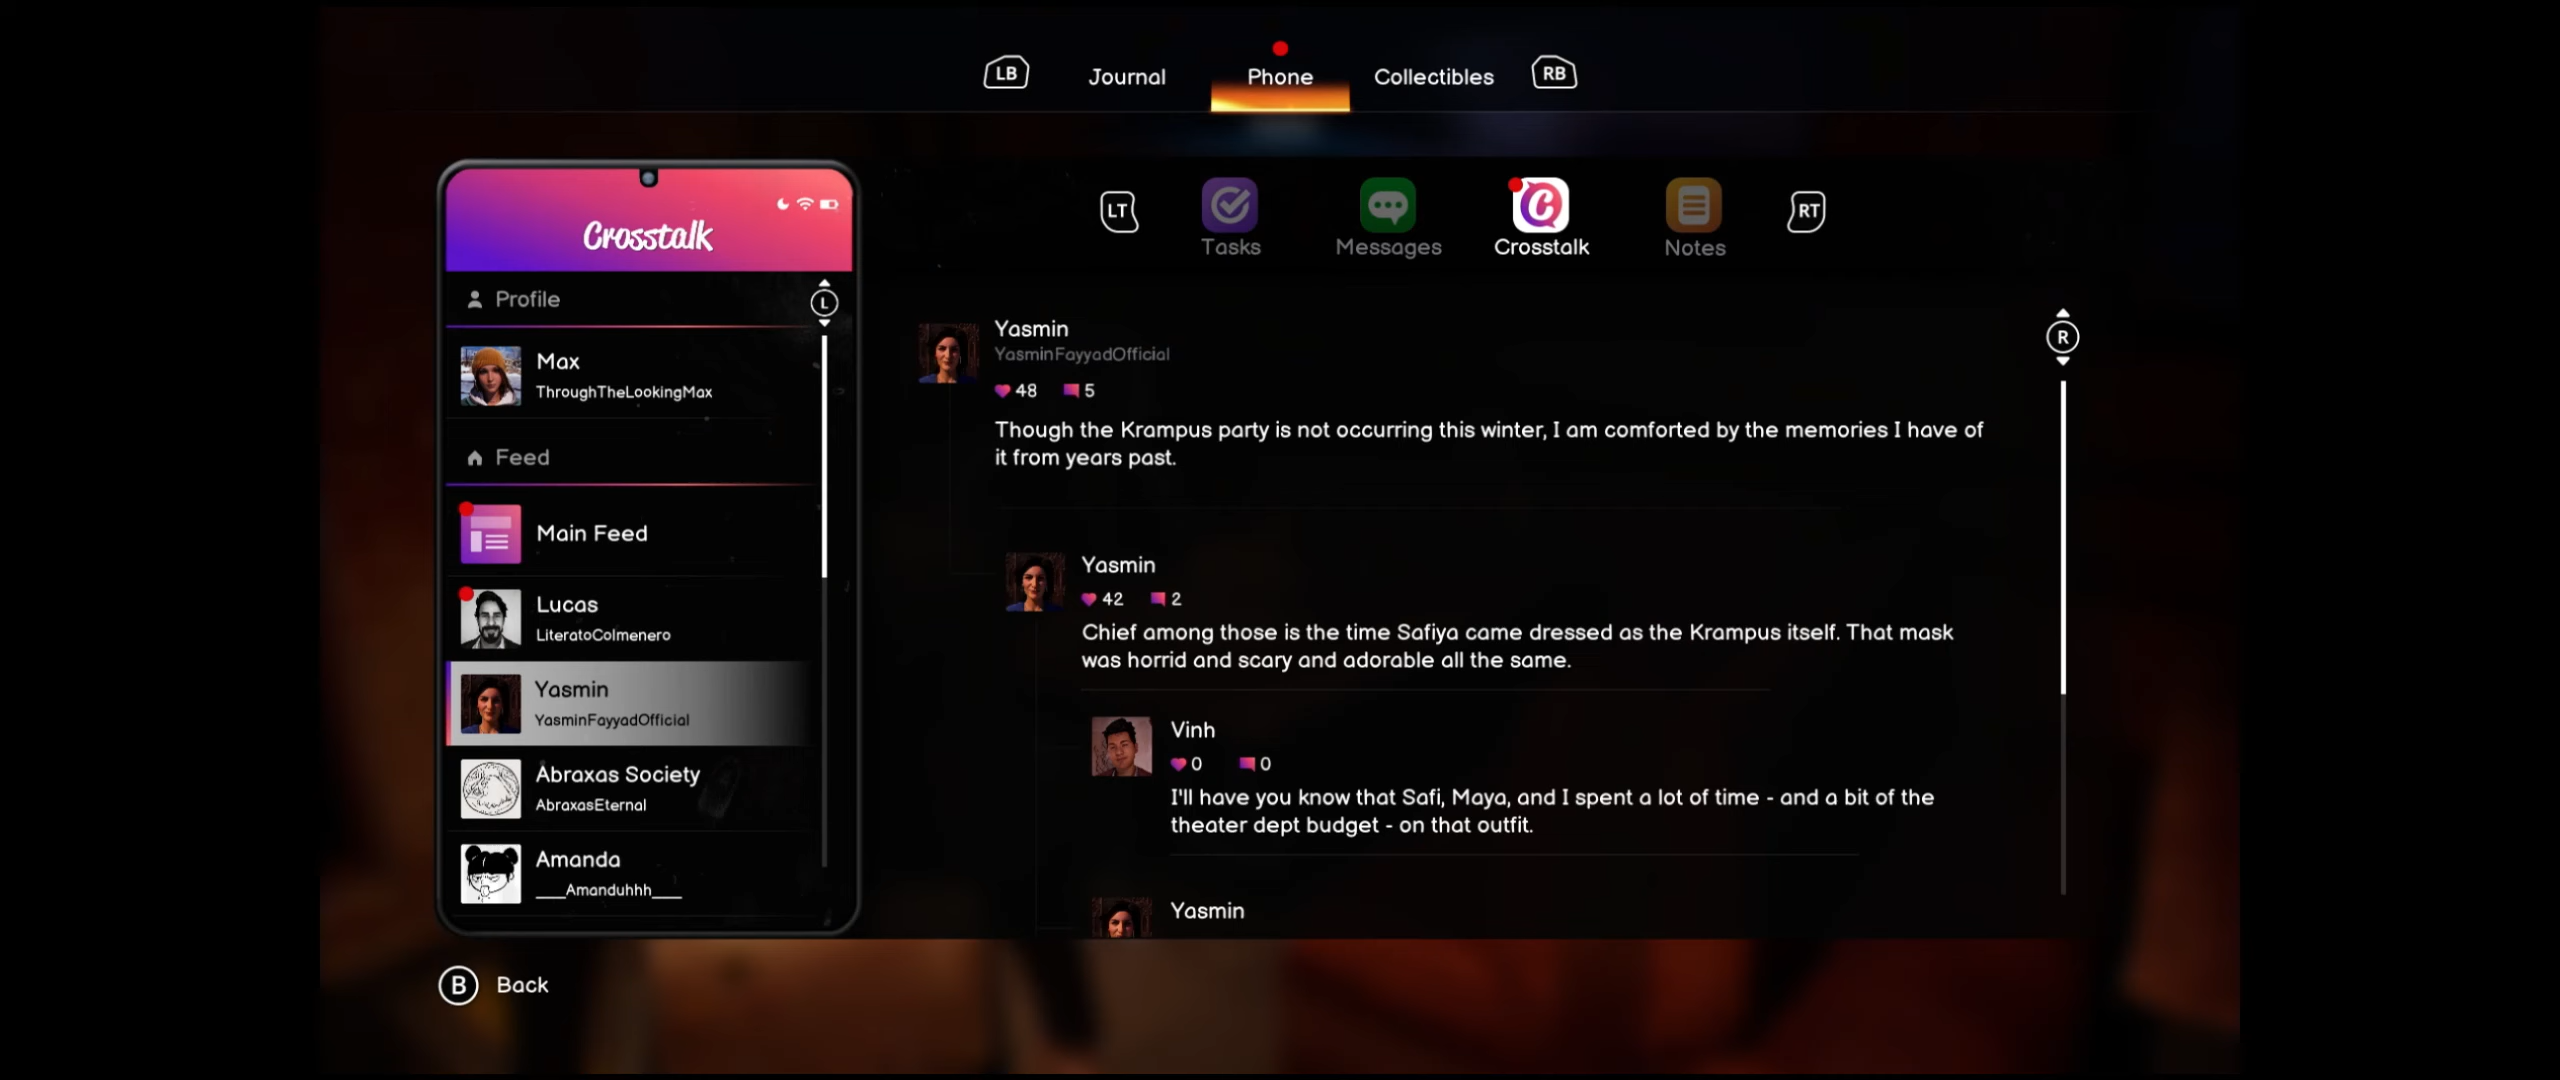 LB
Journal
Phone
Collectibles
RB
Crosstalk
Profile
L
Max
ThroughTheLookingMax
Feed
Main Feed
Lucas
LiteratoColmenero
Yasmin
YasminFayyadOfficial
Abraxas Society
AbraxasEternal
Amanda
___Amanduhhh___
LT
Tasks
Messages
Crosstalk
Notes
RT
R
Yasmin
YasminFayyadOfficial
48 5
Though the Krampus party is not occurring this winter, I am comforted by the memories I have of
it from years past.
Yasmin
42 2
Chief among those is the time Safiya came dressed as the Krampus itself. That mask
was horrid and scary and adorable all the same.
Vinh
0 0
I'll have you know that Safi, Maya, and I spent a lot of time - and a bit of the
theater dept budget - on that outfit.
Yasmin
B Back